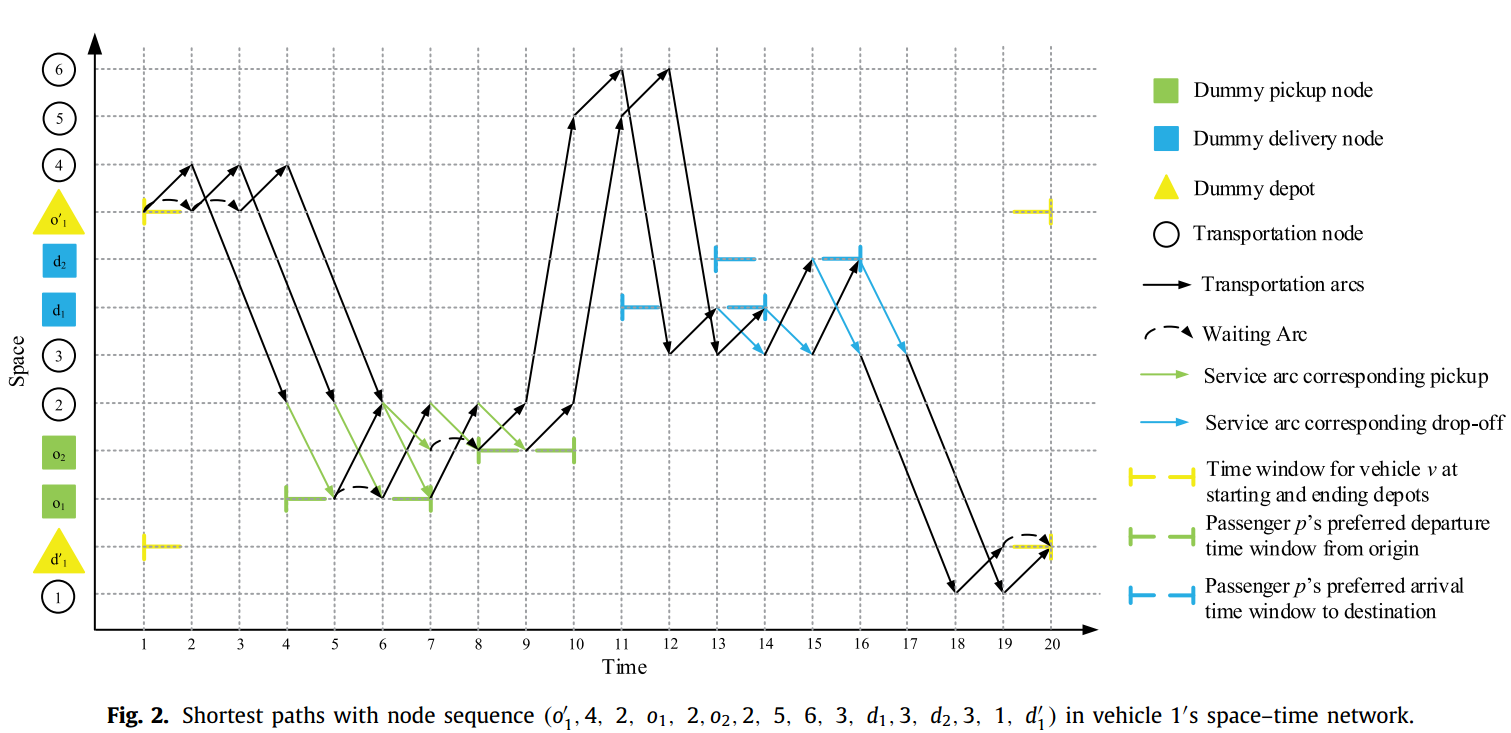 6
5
4
o′1
d2
d1
3
2
o2
o1
d′1
1
Space
1 2 3 4 5 6 7 8 9 10 11 12 13 14 15 16 17 18 19 20
Time
Dummy pickup node
Dummy delivery node
Dummy depot
Transportation node
Transportation arcs
Waiting Arc
Service arc corresponding pickup
Service arc corresponding drop-off
Time window for vehicle v at
starting and ending depots
Passenger p's preferred departure
time window from origin
Passenger p's preferred arrival
time window to destination
Fig. 2. Shortest paths with node sequence (o′1, 4, 2, o1, 2, o2, 2, 5, 6, 3, d1, 3, d2, 3, 1, d′1) in vehicle 1's space–time network.